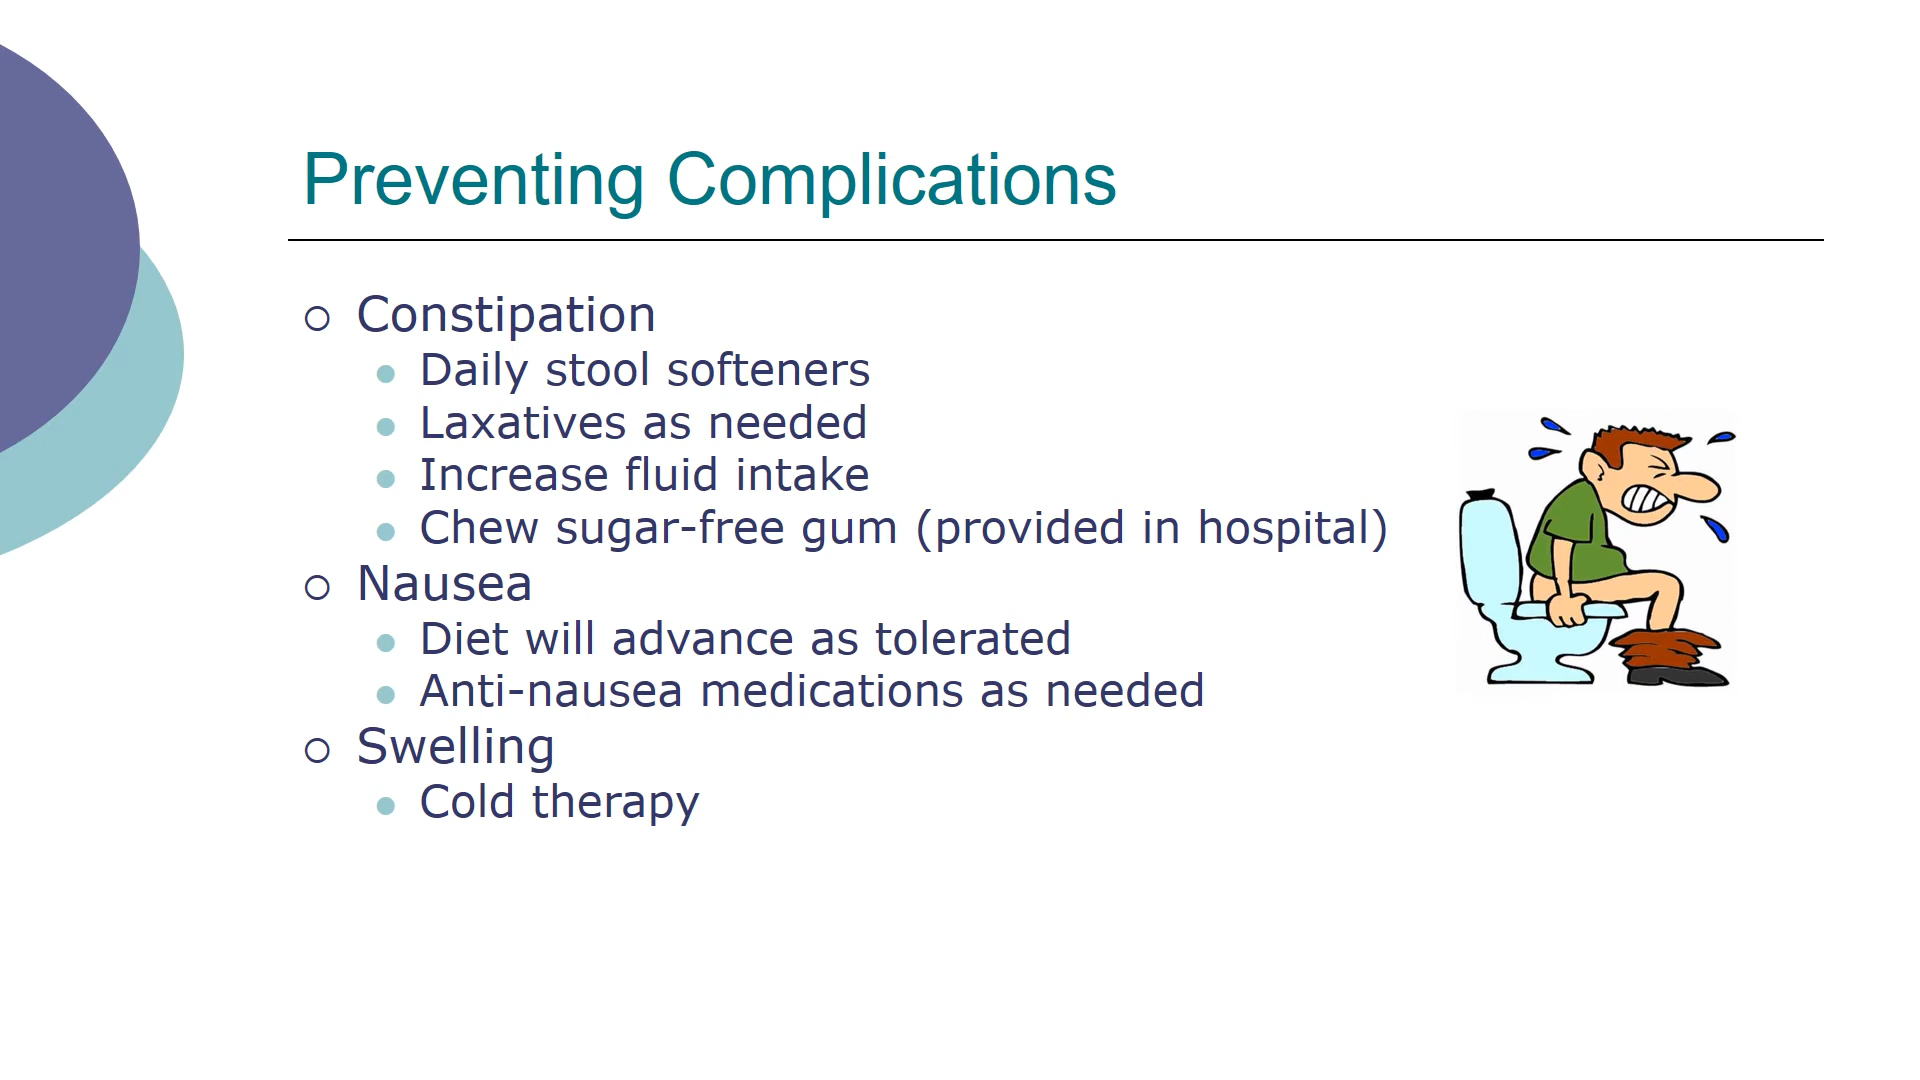 Preventing Complications
Constipation
Daily stool softeners
Laxatives as needed
Increase fluid intake
Chew sugar-free gum (provided in hospital)
Nausea
Diet will advance as tolerated
Anti-nausea medications as needed
Swelling
Cold therapy